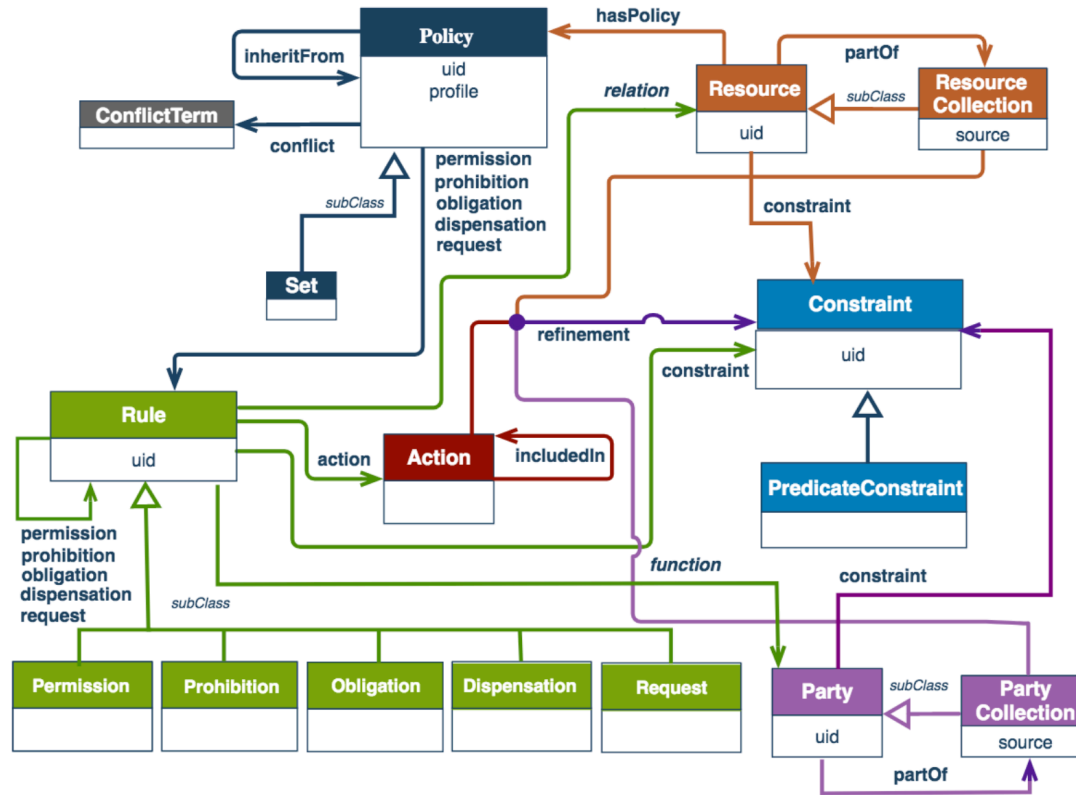 hasPolicy
Policy
inheritFrom
uid
profile
partOf
Resource
Resource
Collection
subClass
relation
uid
source
ConflictTerm
conflict
permission
prohibition
obligation
dispensation
request
subClass
constraint
Set
Constraint
refinement
uid
constraint
Rule
uid
action
Action
includedIn
PredicateConstraint
permission
prohibition
obligation
dispensation
request
subClass
function
constraint
Permission
Prohibition
Obligation
Dispensation
Request
Party
subClass
Party
Collection
uid
source
partOf